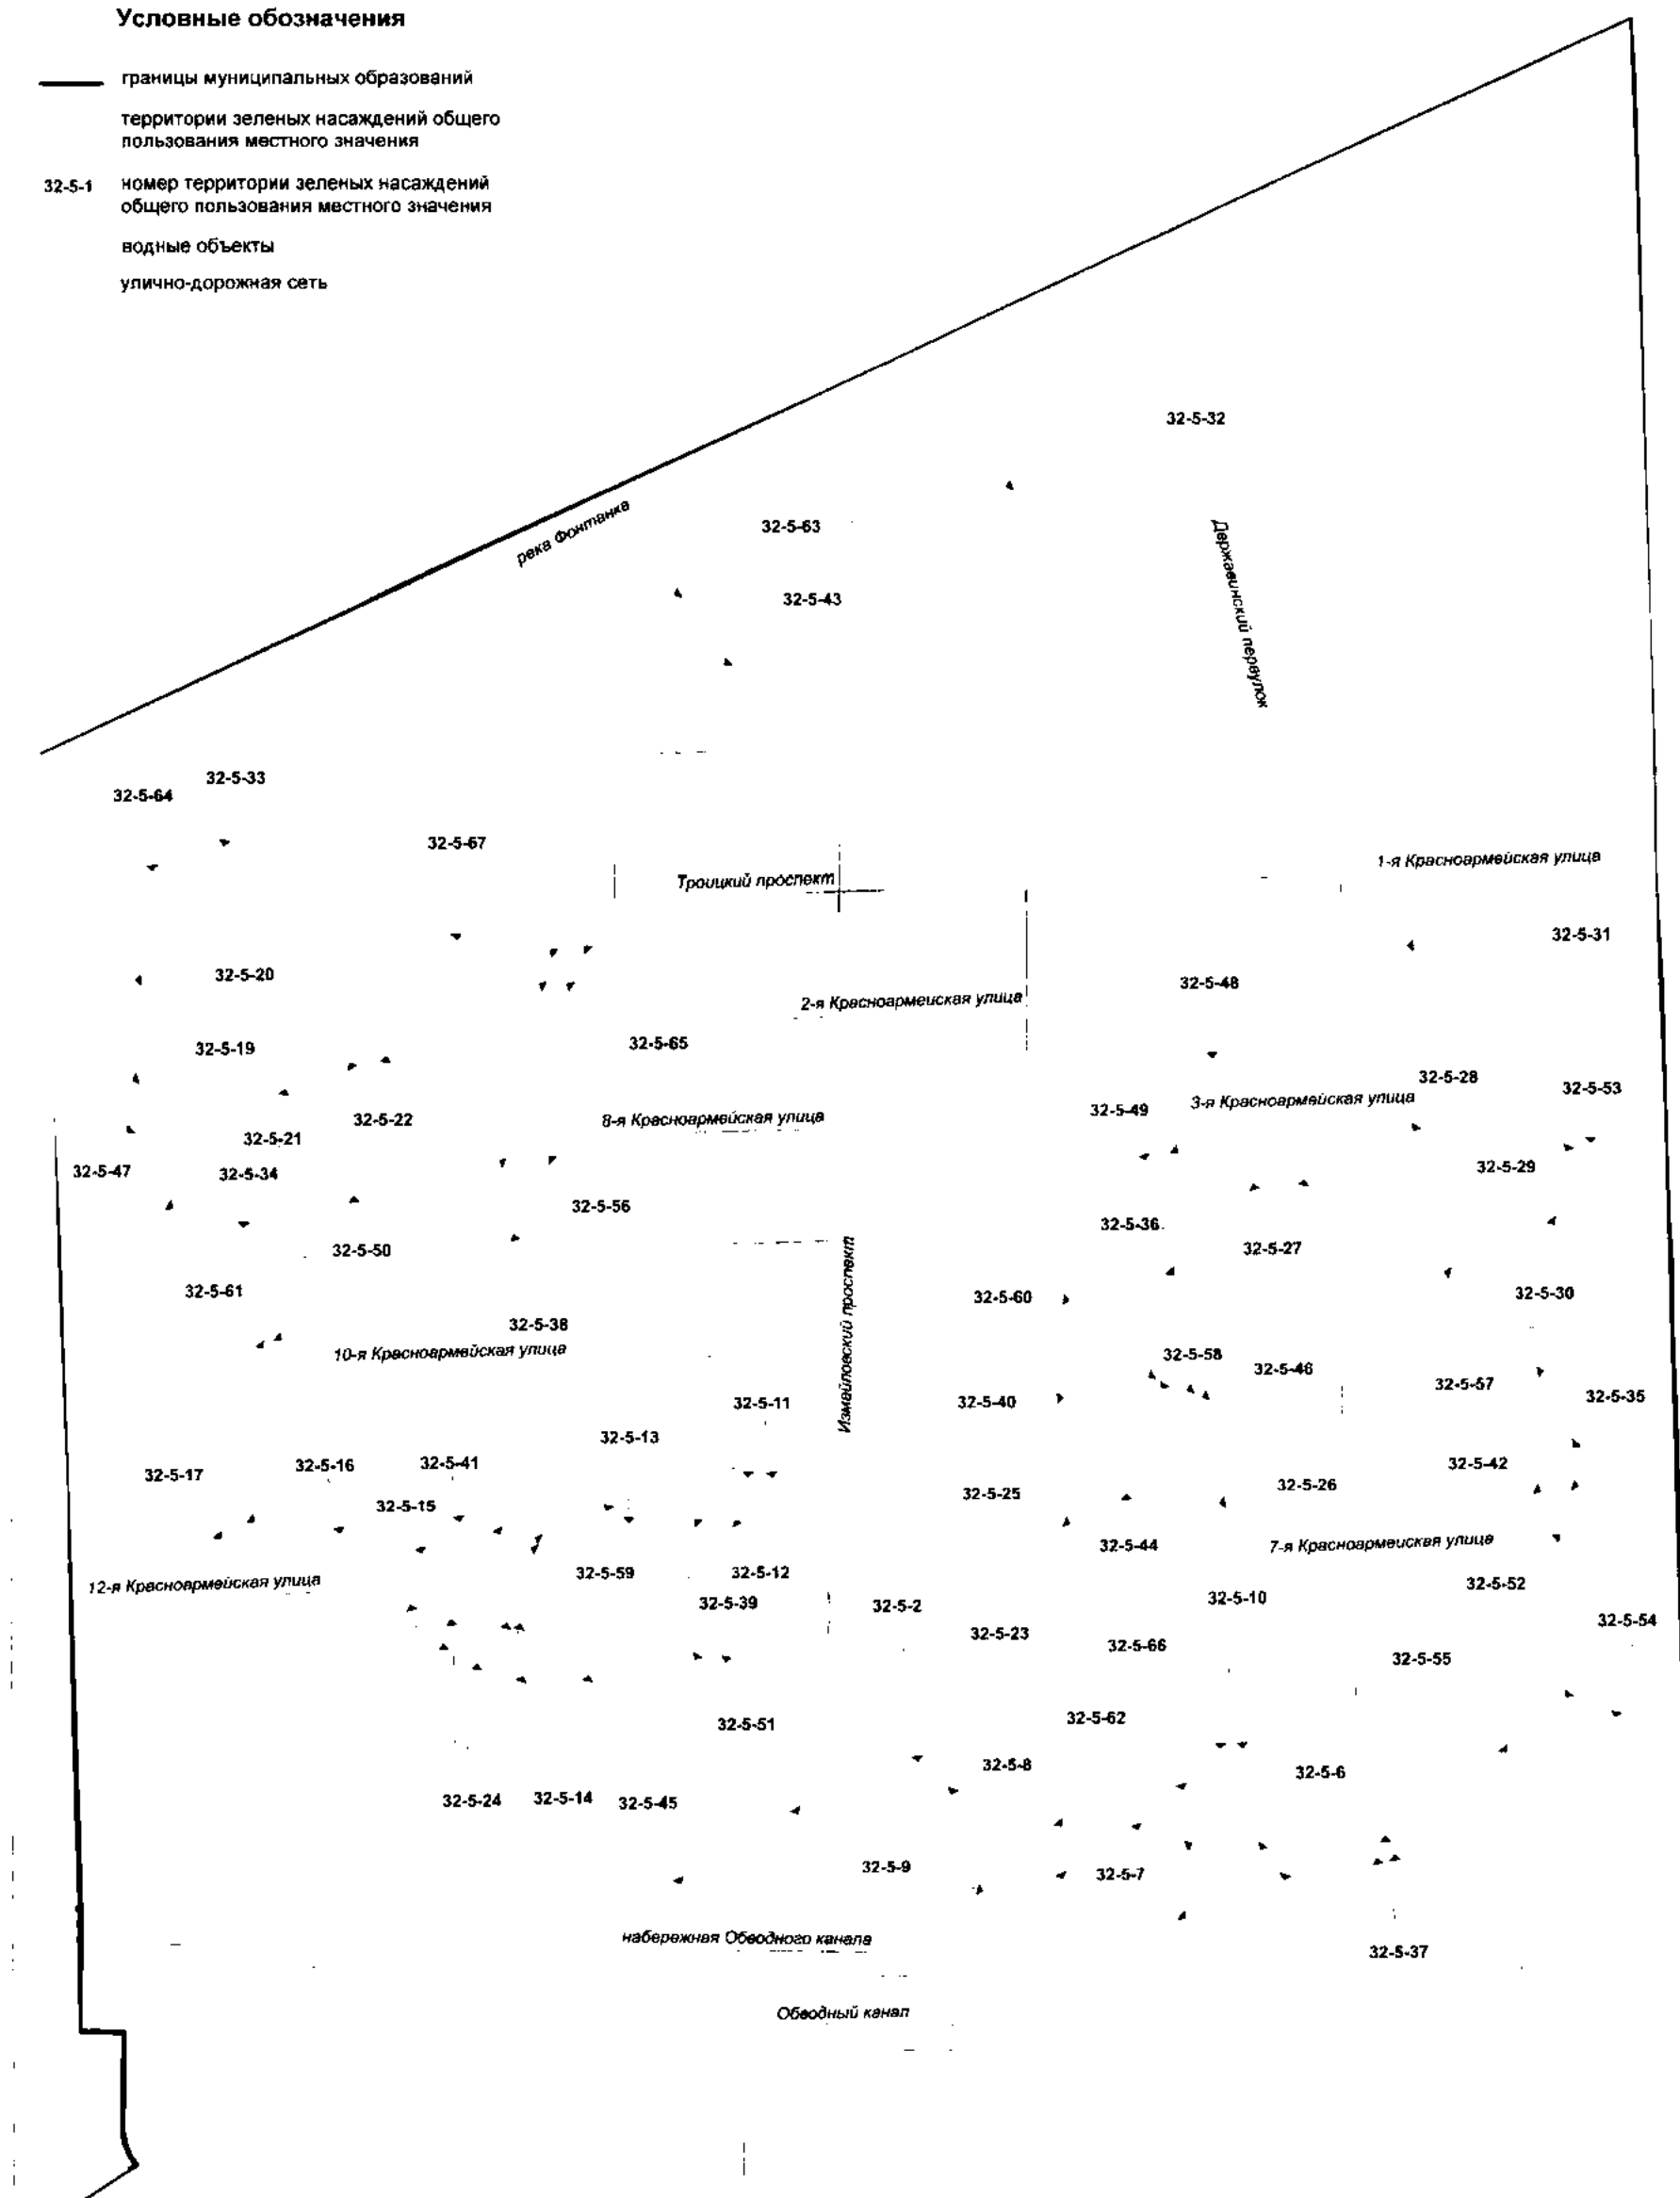 Условные обозначения
границы муниципальных образований
территории зеленых насаждений общего
пользования местного значения
32-5-1 номер территории зеленых насаждений
общего пользования местного значения
водные объекты
улично-дорожная сеть
32-5-32
река Фонтанка
32-5-63
Державинский первулок
32-5-43
32-5-33
32-5-64
32-5-67
1-я Красноармейская улица
Троицкий проспект
32-5-31
32-5-20
32-5-48
2-я Красноармейская улица
32-5-19
32-5-65
32-5-28
32-5-53
3-я Красноармейская улица
32-5-49
32-5-22
8-я Красноармейская улица
32-5-21
32-5-47
32-5-34
32-5-29
32-5-56
32-5-36
32-5-50
32-5-27
Измайловский проспект
32-5-61
32-5-60
32-5-30
32-5-38
10-я Красноармейская улица
32-5-58
32-5-46
32-5-57
32-5-11
32-5-40
32-5-35
32-5-13
32-5-17
32-5-16
32-5-41
32-5-42
32-5-15
32-5-25
32-5-26
32-5-44
7-я Красноармейская улица
12-я Красноармейская улица
32-5-59
32-5-12
32-5-52
32-5-39
32-5-2
32-5-10
32-5-54
32-5-23
32-5-66
32-5-55
32-5-51
32-5-62
32-5-8
32-5-6
32-5-24
32-5-14
32-5-45
32-5-9
32-5-7
набережная Обводного канала
32-5-37
Обводный канал